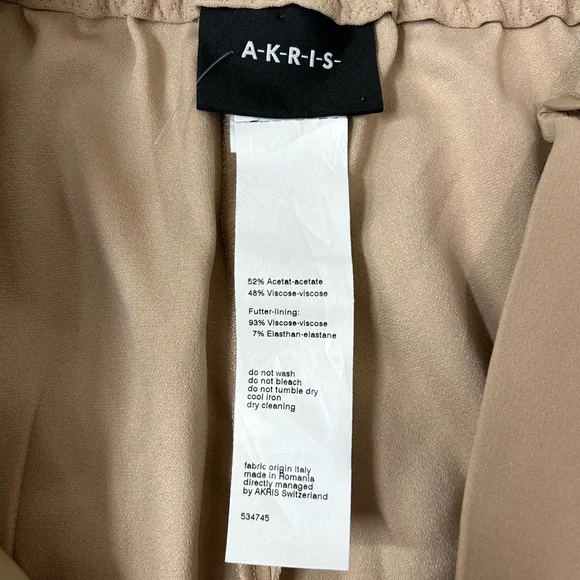 A-K-R-I-S-
52% Acetat-acetate
48% Viscose-viscose
Futter-lining:
93% Viscose-viscose
7% Elasthan-elastane
do not wash
do not bleach
do not tumble dry
cool iron
dry cleaning
fabric origin Italy
made in Romania
directly managed
by AKRIS Switzerland
534745